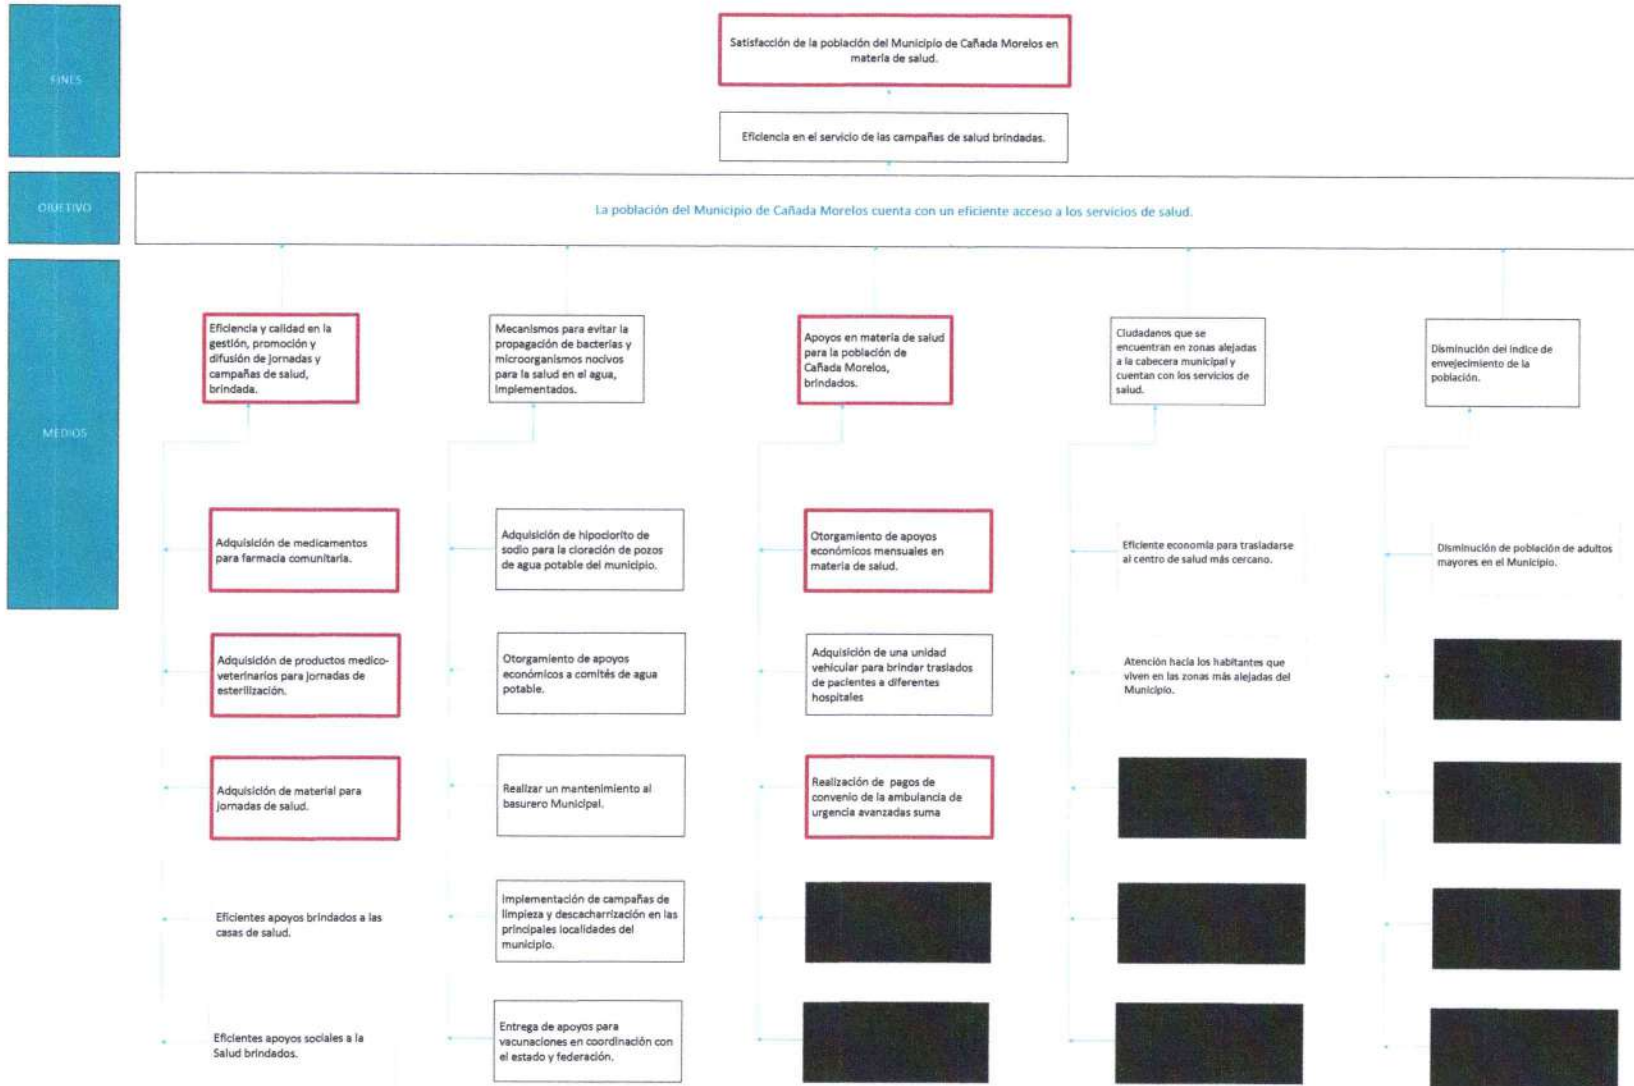 FINES
Satisfacción de la población del Municipio de Cañada Morelos en
materia de salud.
Eficiencia en el servicio de las campañas de salud brindadas.
OBJETIVO
La población del Municipio de Cañada Morelos cuenta con un eficiente acceso a los servicios de salud.
MEDIOS
Eficiencia y calidad en la
gestión, promoción y
difusión de jornadas y
campañas de salud,
brindada.
Mecanismos para evitar la
propagación de bacterias y
microorganismos nocivos
para la salud en el agua,
implementados.
Apoyos en materia de salud
para la población de
Cañada Morelos,
brindados.
Ciudadanos que se
encuentran en zonas alejadas
a la cabecera municipal y
cuentan con los servicios de
salud.
Disminución del indice de
envejecimiento de la
población.
Adquisición de medicamentos
para farmacia comunitaria.
Adquisición de hipoclorito de
sodio para la cloración de pozos
de agua potable del municipio.
Otorgamiento de apoyos
económicos mensuales en
materia de salud.
Eficiente economía para trasladarse
al centro de salud más cercano.
Disminución de población de adultos
mayores en el Municipio.
Adquisición de productos medico-
veterinarios para jornadas de
esterilización.
Otorgamiento de apoyos
económicos a comités de agua
potable.
Adquisición de una unidad
vehicular para brindar traslados
de pacientes a diferentes
hospitales
Atención hacia los habitantes que
viven en las zonas más alejadas del
Municipio.
Adquisición de material para
jornadas de salud.
Realizar un mantenimiento al
basurero Municipal.
Realización de pagos de
convenio de la ambulancia de
urgencia avanzadas suma
Eficientes apoyos brindados a las
casas de salud.
Implementación de campañas de
limpieza y descacharrización en las
principales localidades del
municipio.
Eficientes apoyos sociales a la
Salud brindados.
Entrega de apoyos para
vacunaciones en coordinación con
el estado y federación.